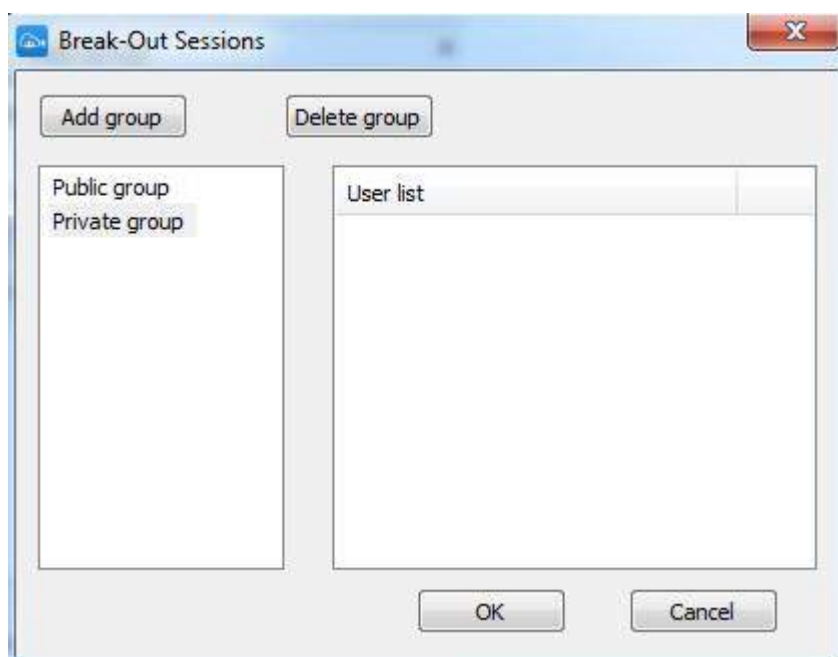 Break-Out Sessions
Add group
Delete group
Public group
Private group
User list
OK
Cancel